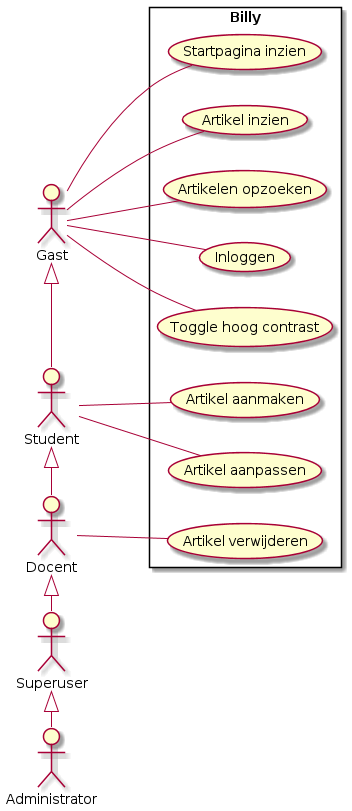 Billy
Startpagina inzien
Artikel inzien
Artikelen opzoeken
Gast
Inloggen
Toggle hoog contrast
Artikel aanmaken
Student
Artikel aanpassen
Artikel verwijderen
Docent
Superuser
Administrator